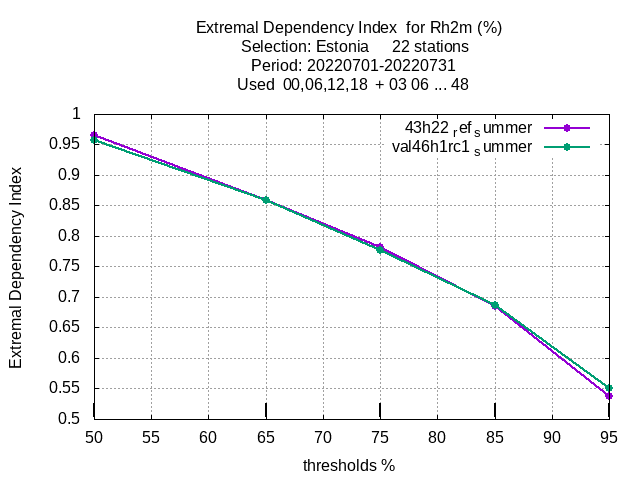 Extremal Dependency Index  for Rh2m (%)
Selection: Estonia     22 stations
Period: 20220701-20220731
Used  00,06,12,18  + 03 06 ... 48
43h22 ref summer
val46h1rc1 summer
1
0.95
0.9
0.85
0.8
0.75
0.7
0.65
0.6
0.55
0.5
Extremal Dependency Index
50 55 60 65 70 75 80 85 90 95
thresholds %